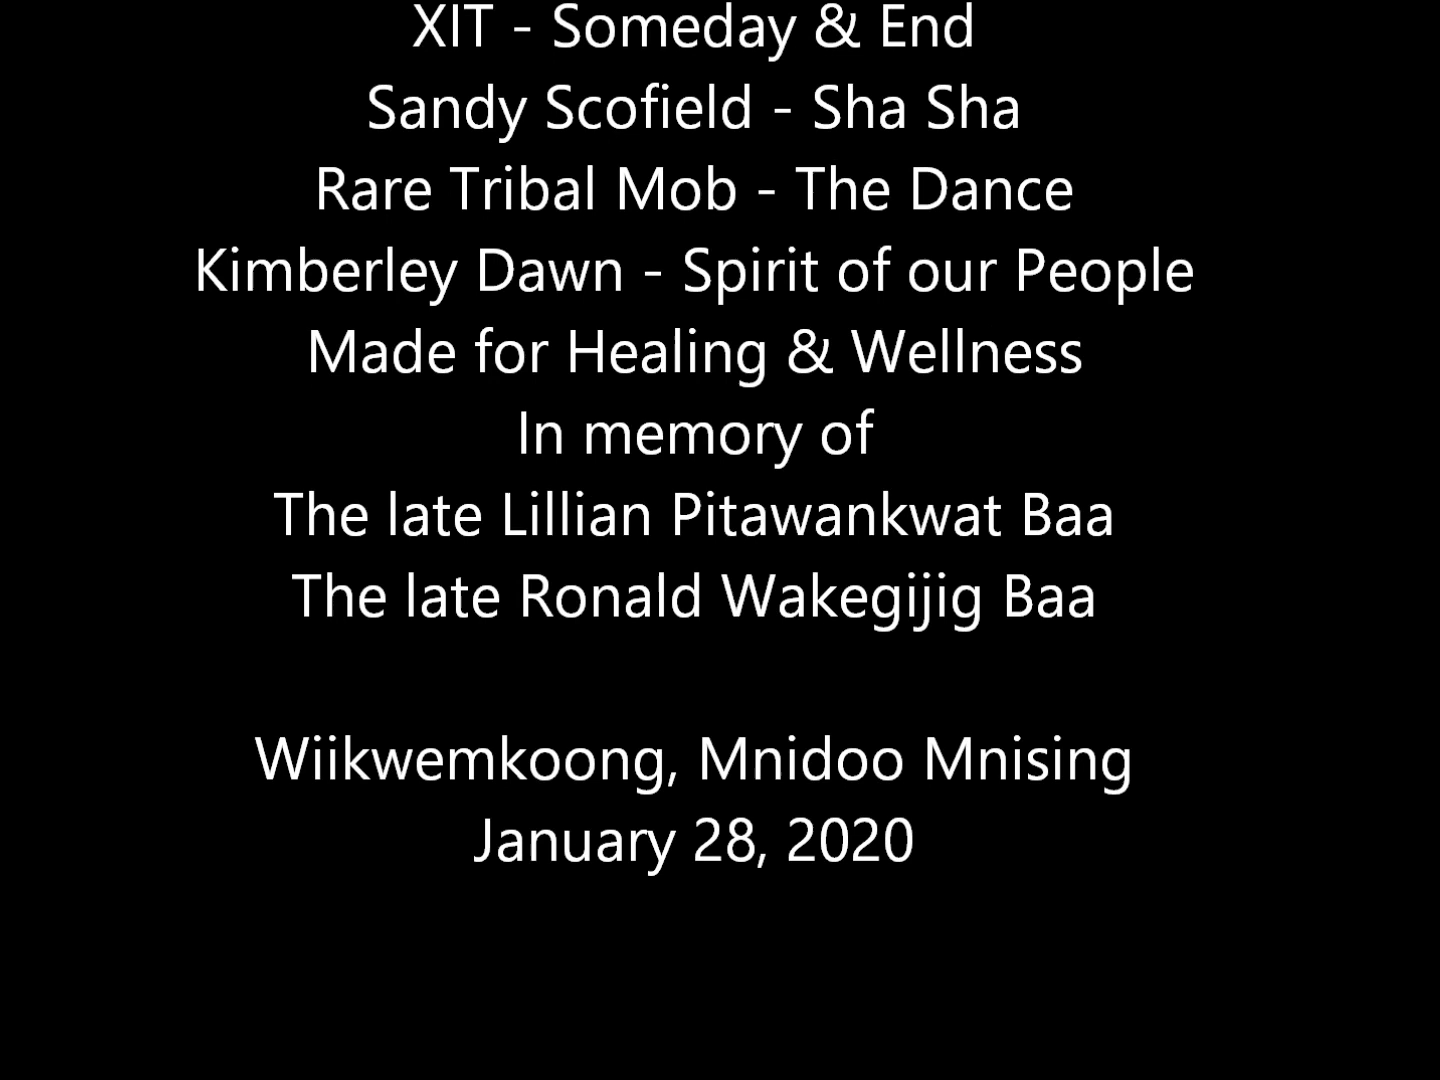 XIT - Someday & End
Sandy Scofield - Sha Sha
Rare Tribal Mob - The Dance
Kimberley Dawn - Spirit of our People
Made for Healing & Wellness
In memory of
The late Lillian Pitawankwat Baa
The late Ronald Wakegijig Baa
Wiikwemkoong, Mnidoo Mnising
January 28, 2020